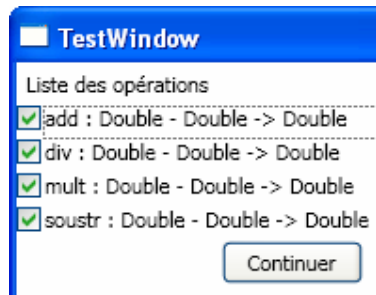 TestWindow
Liste des opérations
add : Double - Double -> Double
div : Double - Double -> Double
mult : Double - Double -> Double
soustr : Double - Double -> Double
Continuer